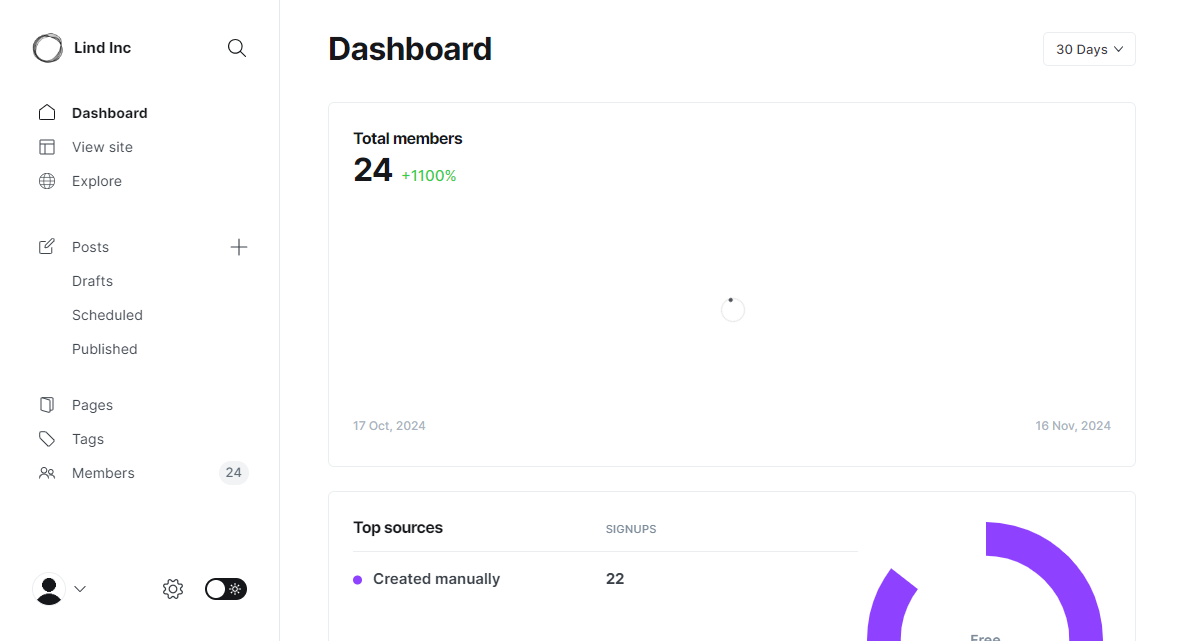 Lind Inc
Dashboard
View site
Explore
Posts
Drafts
Scheduled
Published
Pages
Tags
Members
24
Dashboard
30 Days
Total members
24 +1100%
17 Oct, 2024
16 Nov, 2024
Top sources
SIGNUPS
Created manually
22
Free